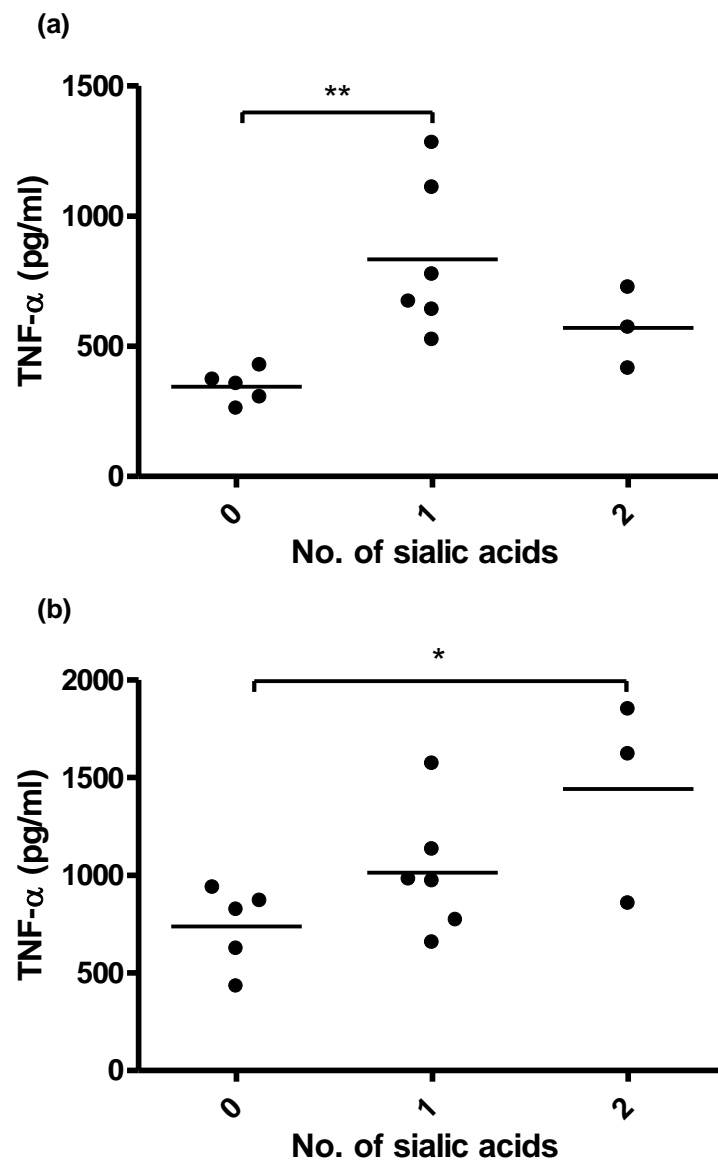 (a)
**
1500
1000
500
0
TNF-α (pg/ml)
0 1 2
No. of sialic acids
(b)
*
2000
1500
1000
500
0
TNF-α (pg/ml)
0 1 2
No. of sialic acids